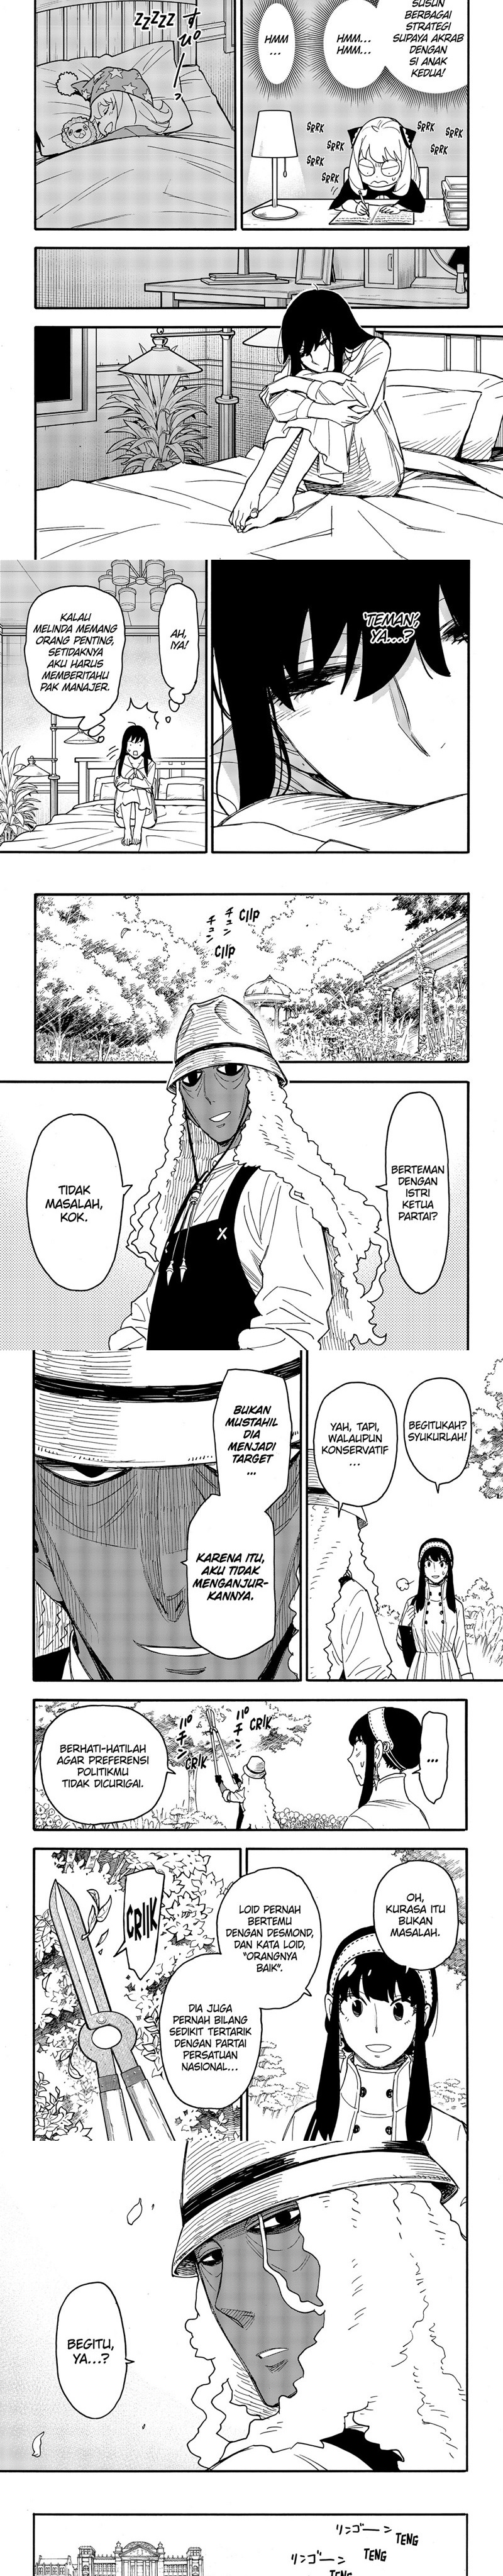 SUSUN
BERBAGAI
STRATEGI
SUPAYA AKRAB
DENGAN
SI ANAK
KEDUA!
HMM...
HMM...
HMM
...
SRRK
SRRK
SRRK
SRRK
SRRK
SRRK
SRRK
ZZZZZ
すぴー
'TEMAN',
YA...?
AH,
IYA!
KALAU
MELINDA MEMANG
ORANG PENTING,
SETIDAKNYA
AKU HARUS
MEMBERITAHU
PAK MANAJER.
チュン
チュン
CIIP
CIIP
BERTEMAN
DENGAN
ISTRI
KETUA
PARTAI?
TIDAK
MASALAH,
KOK.
BEGITUKAH?
SYUKURLAH!
YAH, TAPI,
WALAUPUN
KONSERVATIF
...
BUKAN
MUSTAHIL
DIA
MENJADI
TARGET
...
KARENA ITU,
AKU TIDAK
MENGANJUR-
KANNYA.
...
パチン
CRIK
パチン
CRIK
BERHATI-HATILAH
AGAR PREFERENSI
POLITIKMU
TIDAK DICURIGAI.
OH,
KURASA ITU
BUKAN
MASALAH.
LOID PERNAH
BERTEMU
DENGAN DESMOND,
DAN KATA LOID,
"ORANGNYA
BAIK".
DIA JUGA
PERNAH BILANG
SEDIKIT TERTARIK
DENGAN PARTAI
PERSATUAN
NASIONAL...
CRIIK
BEGITU,
YA...?
リンゴーン
TENG
リンゴーン
TENG
TENG